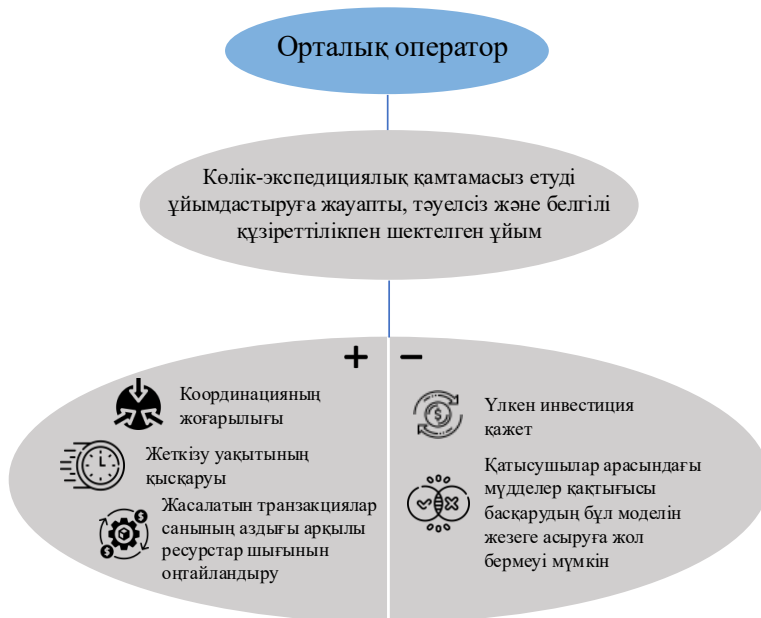 Орталық оператор
Көлік-экспедициялық қамтамасыз етуді
ұйымдастыруға жауапты, тәуелсіз және белгілі
құзіреттілікпен шектелген ұйым
+
Координацияның
жоғарылығы
Жеткізу уақытының
қысқаруы
Жасалатын транзакциялар
санының аздығы арқылы
ресурстар шығынын
оңтайландыру
−
Үлкен инвестиция
қажет
Қатысушылар арасындағы
мүдделер қақтығысы
басқарудың бұл моделін
жезеге асыруға жол
бермеуі мүмкін